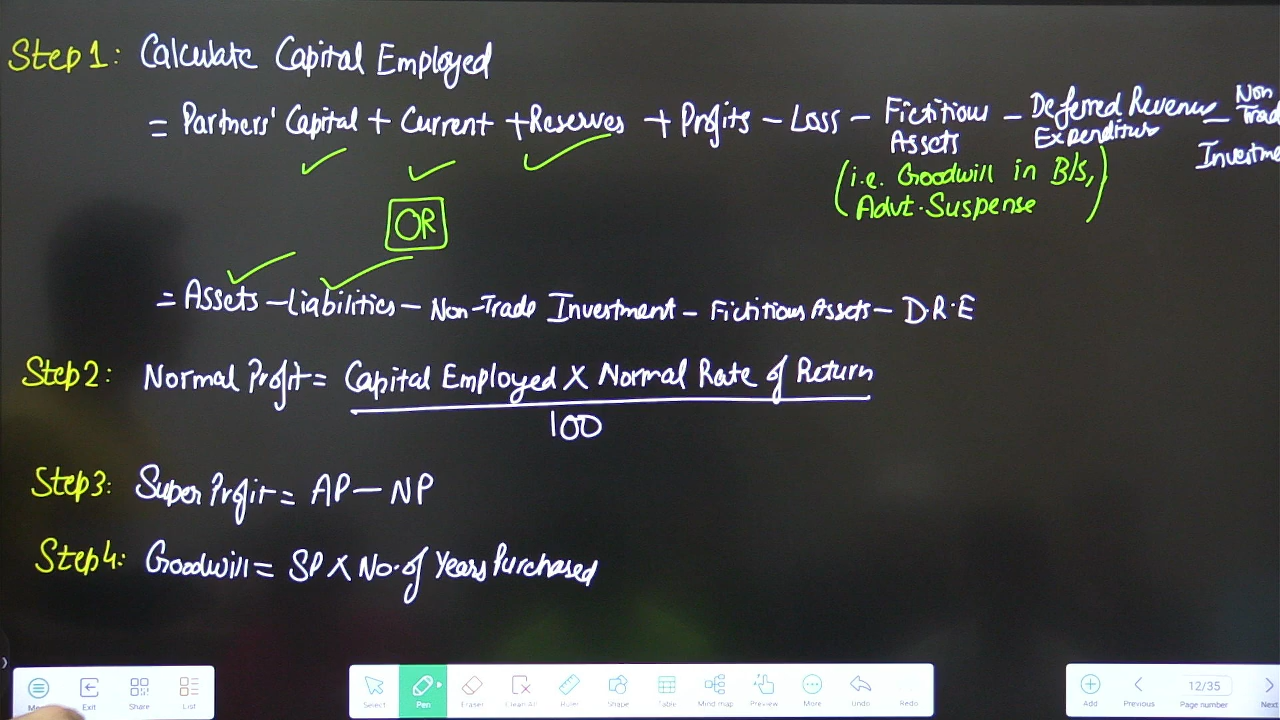 Step 1: Calculate Capital Employed
= Partners' Capital + Current + Reserves + Profits - Loss - Fictitious Assets - Deferred Revenue Expenditure - Non Trad Investme
(i.e. Goodwill in B/s, Advt. Suspense)
OR
= Assets - Liabilities - Non-Trade Investment - Fictitious Assets - D.R.E
Step 2: Normal Profit = Capital Employed X Normal Rate of Return
100
Step 3: Super Profit = AP - NP
Step 4: Goodwill = SP X No. of Years Purchased
Exit Share List Select Pen Eraser Clean All Ruler Shape Table Mind map Preview More Undo Redo Add Previous Page number Next
12/35